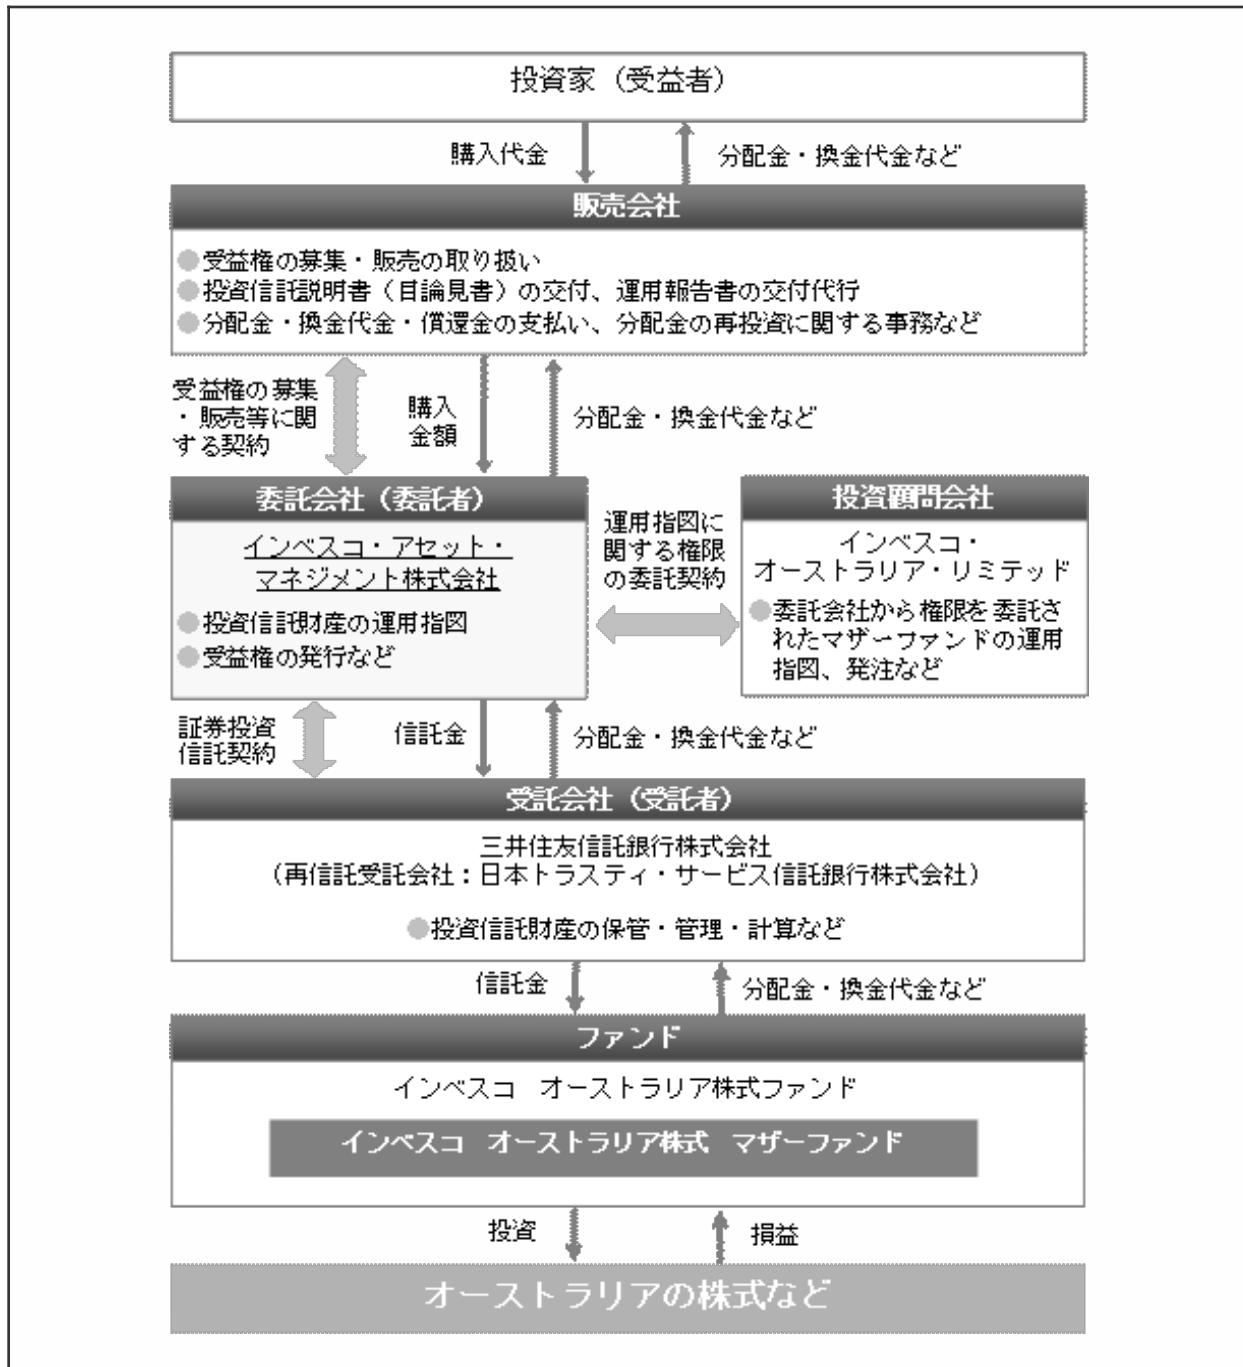 投資家（受益者）
購入代金
分配金・換金代金など
販売会社
●受益権の募集・販売の取り扱い
●投資信託説明書（目論見書）の交付、運用報告書の交付代行
●分配金・換金代金・償還金の支払い、分配金の再投資に関する事務など
受益権の募集
・販売等に関
する契約
購入
金額
分配金・換金代金など
委託会社（委託者）
インベスコ・アセット・
マネジメント株式会社
●投資信託財産の運用指図
●受益権の発行など
運用指図に
関する権限
の委託契約
投資顧問会社
インベスコ・
オーストラリア・リミテッド
●委託会社から権限を委託さ
れたマザーファンドの運用
指図、発注など
証券投資
信託契約
信託金
分配金・換金代金など
受託会社（受託者）
三井住友信託銀行株式会社
（再信託受託会社：日本トラスティ・サービス信託銀行株式会社）
●投資信託財産の保管・管理・計算など
信託金
分配金・換金代金など
ファンド
インベスコ　オーストラリア株式ファンド
インベスコ　オーストラリア株式　マザーファンド
投資
損益
オーストラリアの株式など